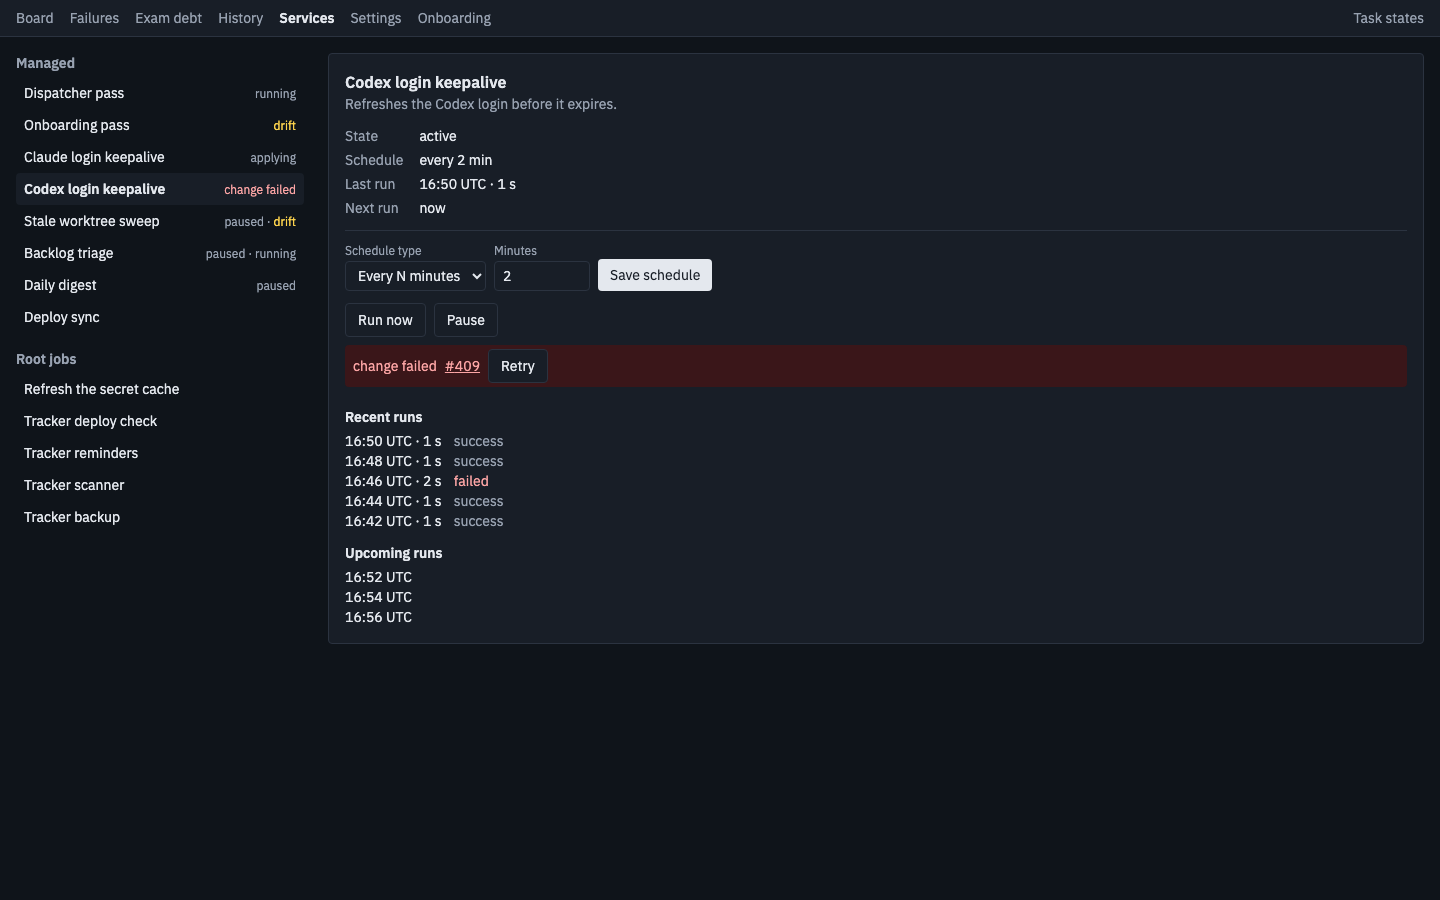 Board Failures Exam debt History Services Settings Onboarding Task states
Managed
Dispatcher pass running
Onboarding pass drift
Claude login keepalive applying
Codex login keepalive change failed
Stale worktree sweep paused · drift
Backlog triage paused · running
Daily digest paused
Deploy sync
Root jobs
Refresh the secret cache
Tracker deploy check
Tracker reminders
Tracker scanner
Tracker backup
Codex login keepalive
Refreshes the Codex login before it expires.
State active
Schedule every 2 min
Last run 16:50 UTC · 1 s
Next run now
Schedule type Minutes
Every N minutes 2 Save schedule
Run now Pause
change failed #409 Retry
Recent runs
16:50 UTC · 1 s success
16:48 UTC · 1 s success
16:46 UTC · 2 s failed
16:44 UTC · 1 s success
16:42 UTC · 1 s success
Upcoming runs
16:52 UTC
16:54 UTC
16:56 UTC